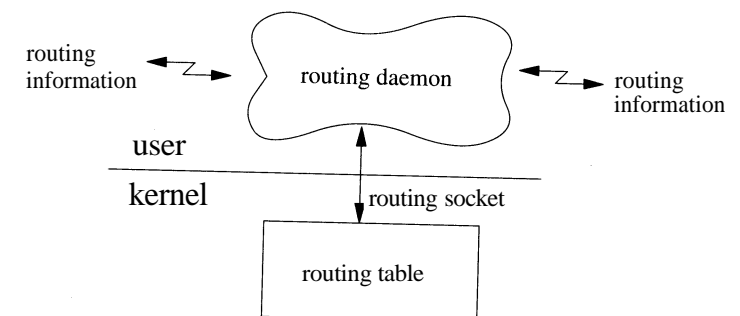 routing
information
routing daemon
routing
information
user
kernel
routing socket
routing table